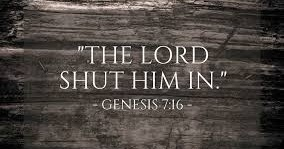 "THE LORD
SHUT HIM IN."
- GENESIS 7:16 -